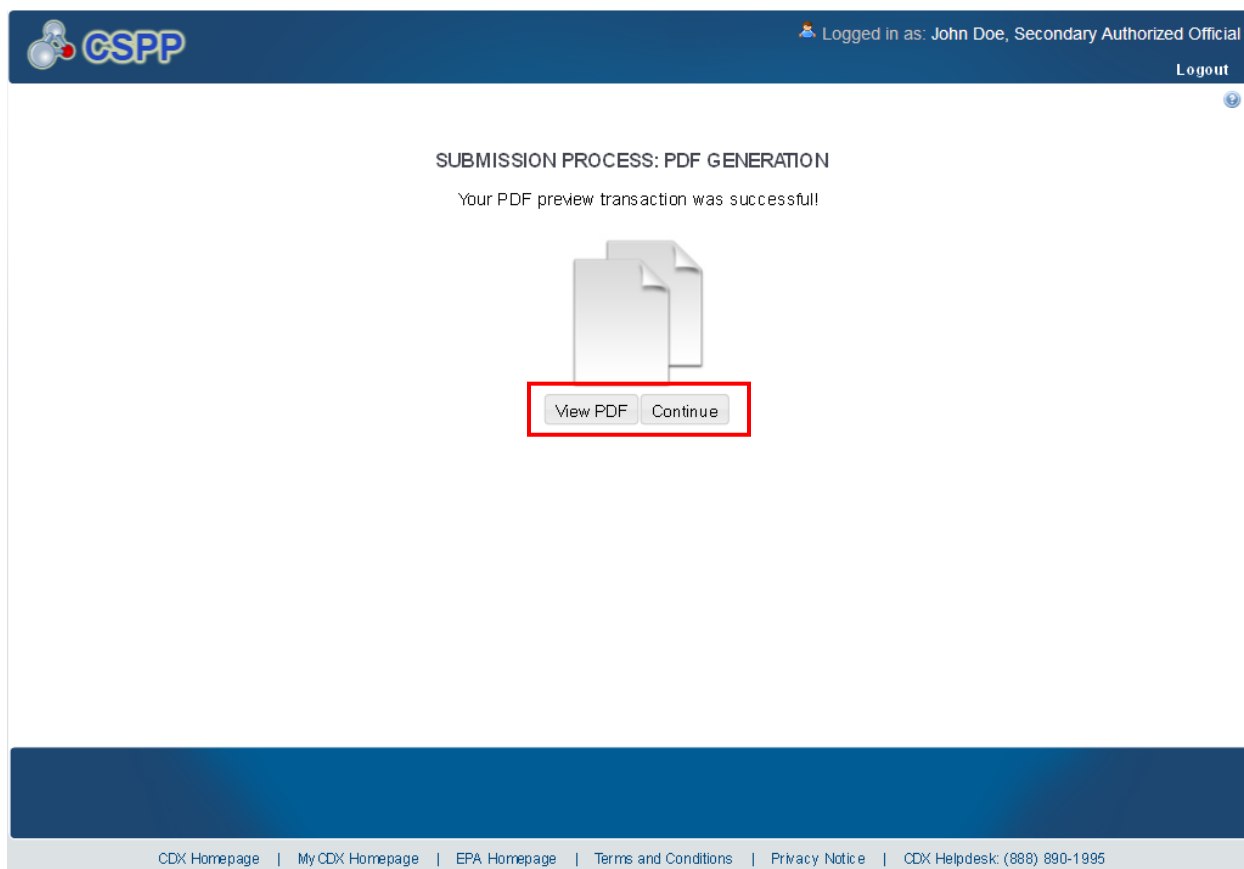 CSPP
Logged in as: John Doe, Secondary Authorized Official
Logout
SUBMISSION PROCESS: PDF GENERATION
Your PDF preview transaction was successful!
View PDF Continue
CDX Homepage | MyCDX Homepage | EPA Homepage | Terms and Conditions | Privacy Notice | CDX Helpdesk: (888) 890-1995